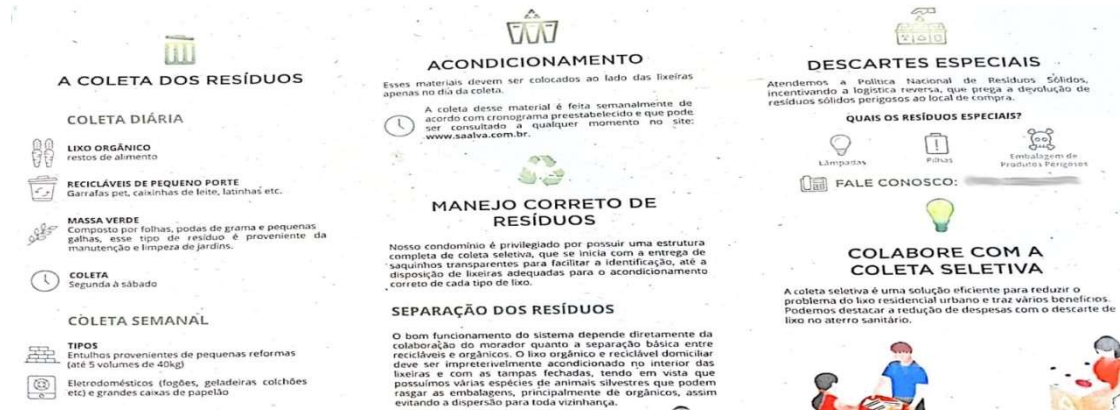 A COLETA DOS RESÍDUOS
COLETA DIÁRIA
LIXO ORGÂNICO
restos de alimento
RECICLÁVEIS DE PEQUENO PORTE
Garrafas pet, caixinhas de leite, latinhas etc.
MASSA VERDE
Composto por folhas, podas de grama e pequenas
galhas, esse tipo de resíduo é proveniente da
manutenção e limpeza de jardins.
COLETA
Segunda à sábado
COLETA SEMANAL
TIPOS
Entulhos provenientes de pequenas reformas
(até 5 volumes de 40kg)
Eletrodomésticos (fogões, geladeiras colchões
etc) e grandes caixas de papelão
ACONDICIONAMENTO
Esses materiais devem ser colocados ao lado das lixeiras
apenas no dia da coleta.
A coleta desse material é feita semanalmente de
acordo com cronograma preestabelecido e que pode
ser consultado a qualquer momento no site:
www.saalva.com.br.
MANEJO CORRETO DE
RESÍDUOS
Nosso condomínio é privilegiado por possuir uma estrutura
completa de coleta seletiva, que se inicia com a entrega de
saquinhos transparentes para facilitar a identificação, até a
disposição de lixeiras adequadas para o acondicionamento
correto de cada tipo de lixo.
SEPARAÇÃO DOS RESÍDUOS
O bom funcionamento do sistema depende diretamente da
colaboração do morador quanto a separação básica entre
recicláveis e orgânicos. O lixo orgânico e reciclável domiciliar
deve ser impreterivelmente acondicionado no interior das
lixeiras e com as tampas fechadas, tendo em vista que
possuímos várias espécies de animais silvestres que podem
rasgar as embalagens, principalmente de orgânicos, assim
evitando a dispersão para toda vizinhança.
DESCARTES ESPECIAIS
Atendemos a Política Nacional de Resíduos Sólidos,
incentivando a logística reversa, que prega a devolução de
resíduos sólidos perigosos ao local de compra.
QUAIS OS RESÍDUOS ESPECIAIS?
Lâmpadas
Pilhas
Embalagem de
Produtos Perigosos
FALE CONOSCO:
COLABORE COM A
COLETA SELETIVA
A coleta seletiva é uma solução eficiente para reduzir o
problema do lixo residencial urbano e traz vários benefícios.
Podemos destacar a redução de despesas com o descarte de
lixo no aterro sanitário.